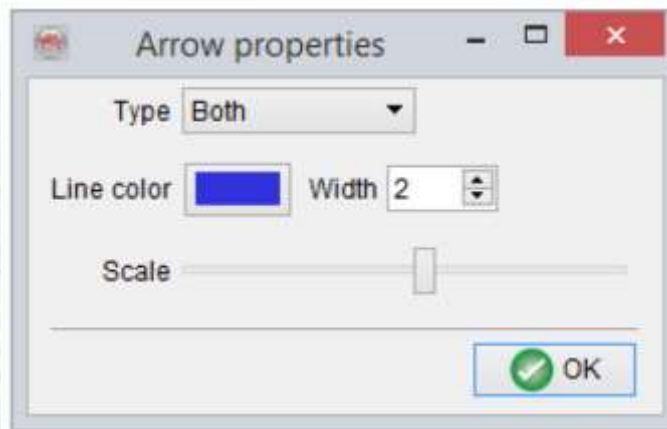 Arrow properties
Type Both
Line color Width 2
Scale
OK